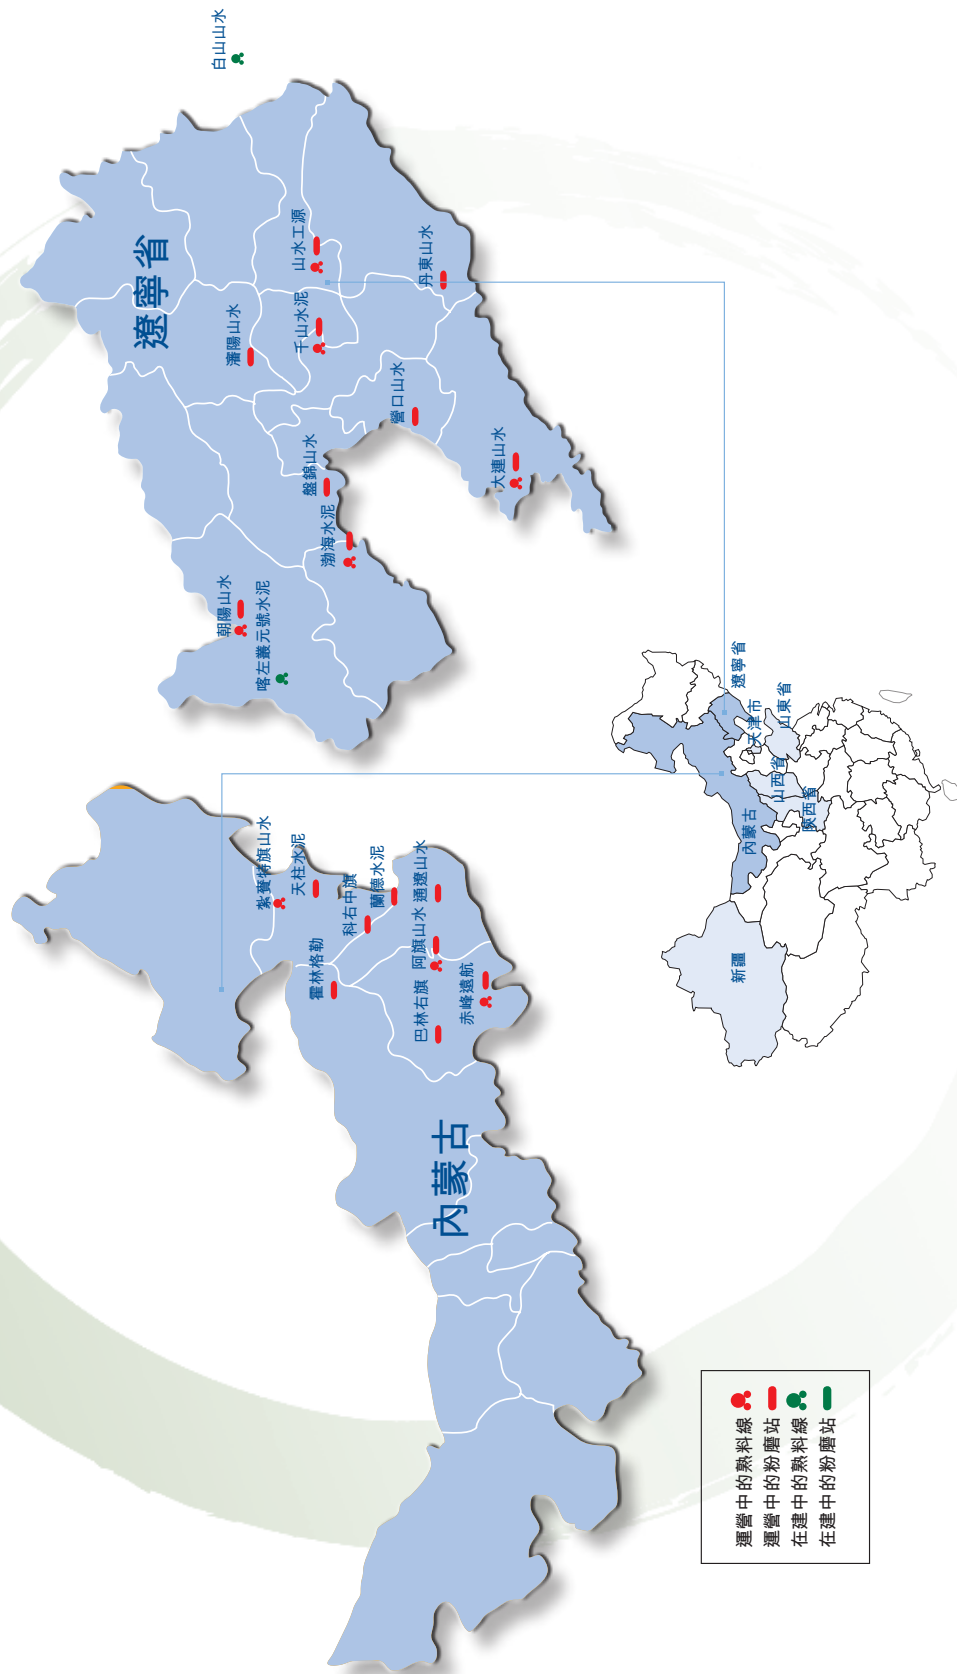 白山山水
遼寧省
山水工源
丹東山水
瀋陽山水
千山水泥
營口山水
盤錦山水
大連山水
渤海水泥
朝陽山水
喀左叢元號水泥
紮賚特旗山水
天柱水泥
科右中旗
蘭德水泥
通遼山水
霍林格勒
阿旗山水
巴林右旗
赤峰遠航
內蒙古
遼寧省
天津市
山東省
山西省
陝西省
內蒙古
新疆
運營中的熟料線
運營中的粉磨站
在建中的熟料線
在建中的粉磨站